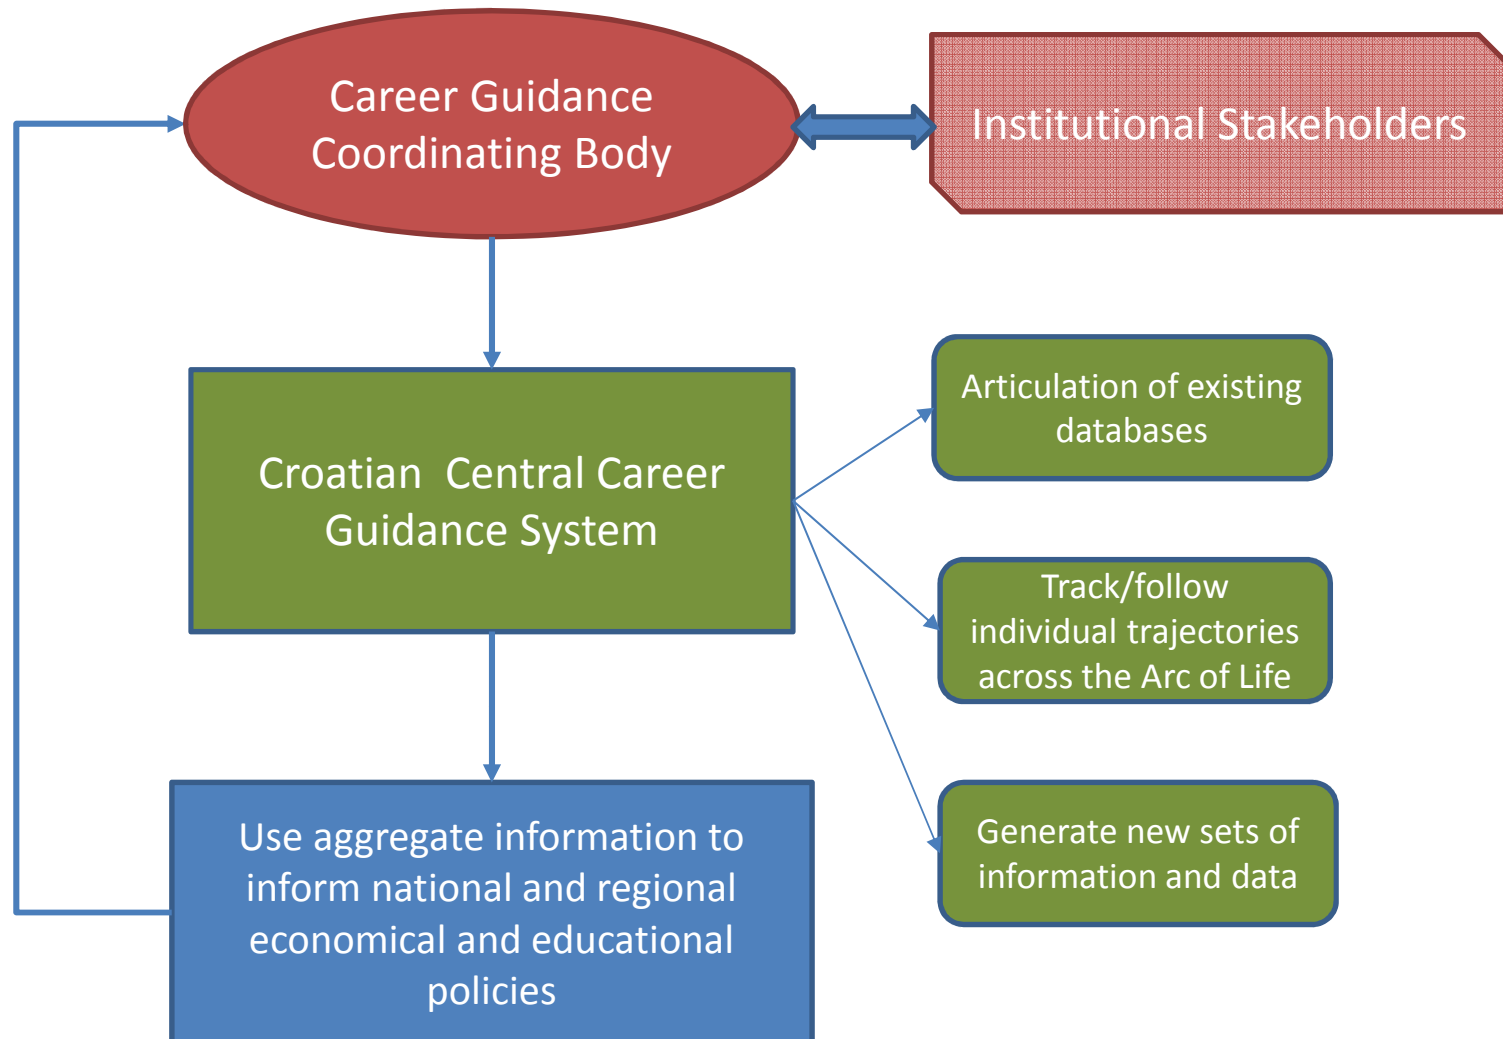 Career Guidance
Coordinating Body
Institutional Stakeholders
Articulation of existing
databases
Croatian  Central Career
Guidance System
Track/follow
individual trajectories
across the Arc of Life
Use aggregate information to
inform national and regional
economical and educational
policies
Generate new sets of
information and data